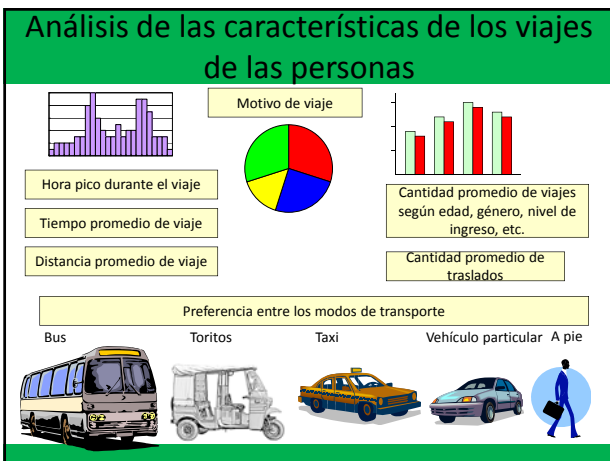 Análisis de las características de los viajes
de las personas
Motivo de viaje
Hora pico durante el viaje
Tiempo promedio de viaje
Distancia promedio de viaje
Cantidad promedio de viajes
según edad, género, nivel de
ingreso, etc.
Cantidad promedio de
traslados
Preferencia entre los modos de transporte
Bus
Toritos
Taxi
Vehículo particular
A pie